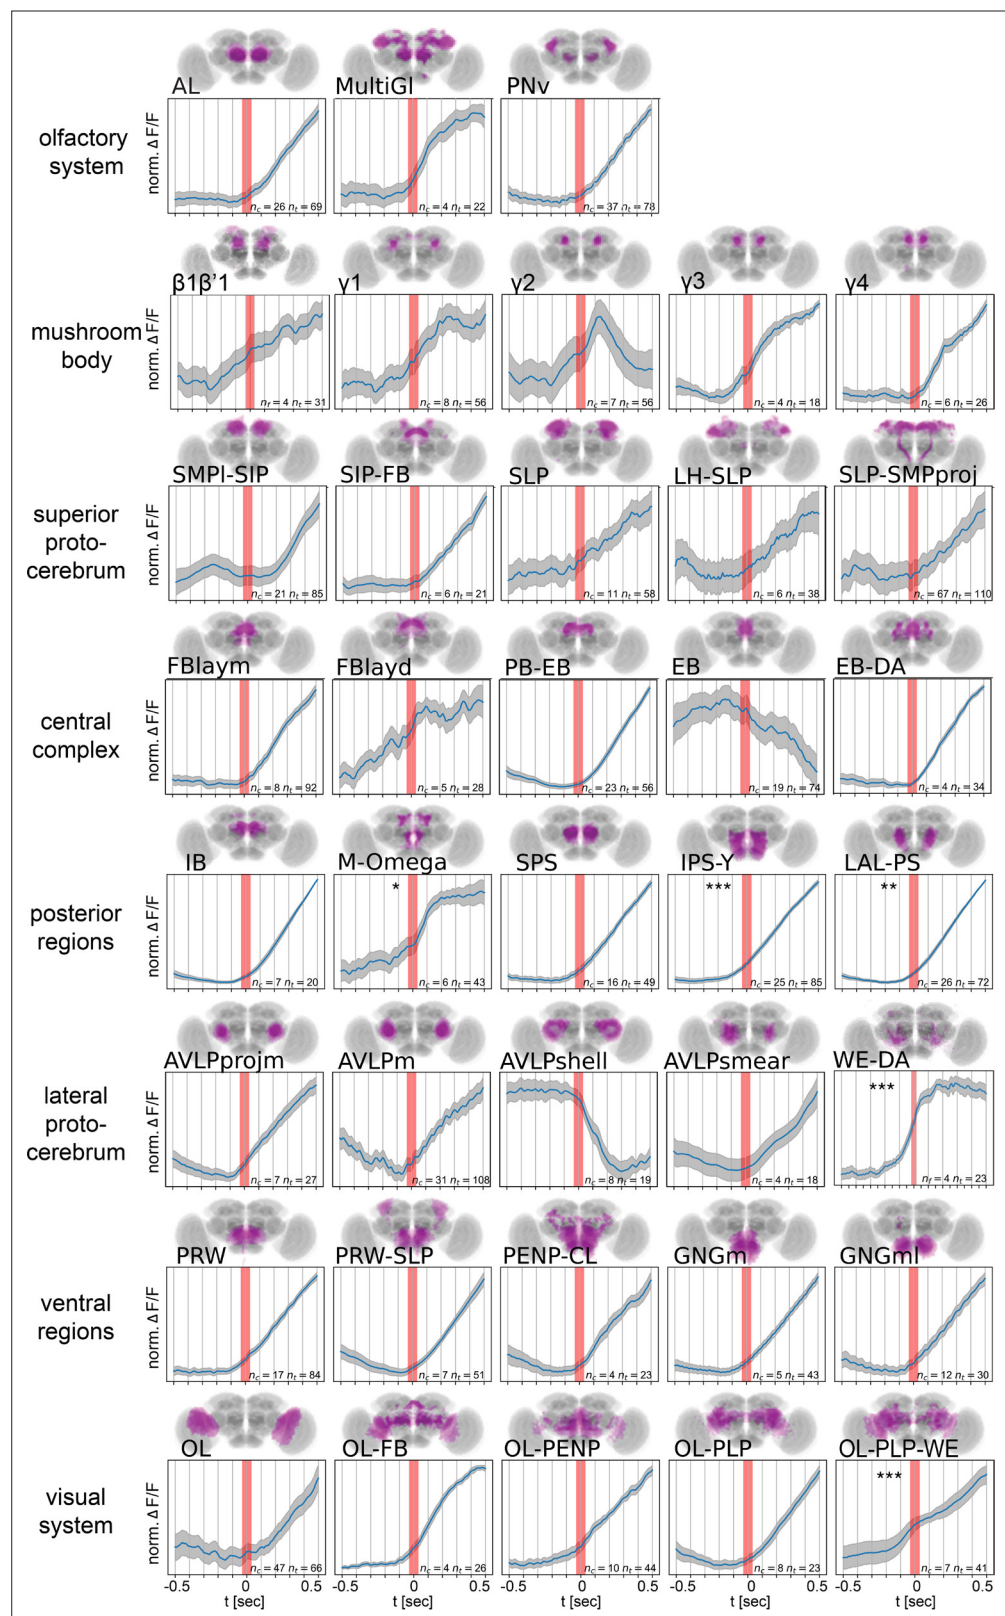 AL MultiGl PNv
olfactory
system
norm. Δ F/F
n_c = 26 n_t = 69
n_c = 4 n_t = 22
n_c = 37 n_t = 78
β1β'1 γ1 γ2 γ3 γ4
mushroom
body
norm. Δ F/F
n_f = 4 n_t = 31
n_c = 8 n_t = 56
n_c = 7 n_t = 56
n_c = 4 n_t = 18
n_c = 6 n_t = 26
SMPI-SIP SIP-FB SLP LH-SLP SLP-SMPproj
superior
proto-
cerebrum
norm. Δ F/F
n_c = 21 n_t = 85
n_c = 6 n_t = 21
n_c = 11 n_t = 58
n_c = 6 n_t = 38
n_c = 67 n_t = 110
FBlaym FBlayd PB-EB EB EB-DA
central
complex
norm. Δ F/F
n_c = 8 n_t = 92
n_c = 5 n_t = 28
n_c = 23 n_t = 56
n_c = 19 n_t = 74
n_c = 4 n_t = 34
IB M-Omega SPS IPS-Y LAL-PS
* *** **
posterior
regions
norm. Δ F/F
n_c = 7 n_t = 20
n_c = 6 n_t = 43
n_c = 16 n_t = 49
n_c = 25 n_t = 85
n_c = 26 n_t = 72
AVLPprojm AVLPm AVLPshell AVLPsmear WE-DA
***
lateral
proto-
cerebrum
norm. Δ F/F
n_c = 7 n_t = 27
n_c = 31 n_t = 108
n_c = 8 n_t = 19
n_c = 4 n_t = 18
n_f = 4 n_t = 23
PRW PRW-SLP PENP-CL GNGm GNGml
ventral
regions
norm. Δ F/F
n_c = 17 n_t = 84
n_c = 7 n_t = 51
n_c = 4 n_t = 23
n_c = 5 n_t = 43
n_c = 12 n_t = 30
OL OL-FB OL-PENP OL-PLP OL-PLP-WE
***
visual
system
norm. Δ F/F
n_c = 47 n_t = 66
n_c = 4 n_t = 26
n_c = 10 n_t = 44
n_c = 8 n_t = 23
n_c = 7 n_t = 41
-0.5 0 0.5 -0.5 0 0.5 -0.5 0 0.5 -0.5 0 0.5 -0.5 0 0.5
t [sec] t [sec] t [sec] t [sec] t [sec]